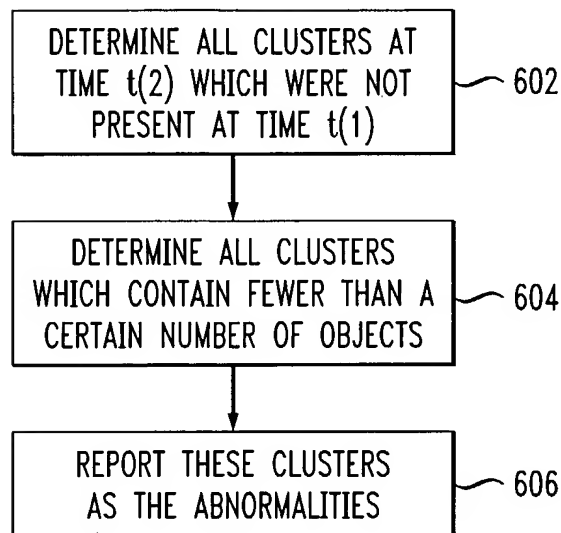 DETERMINE ALL CLUSTERS AT
TIME t(2) WHICH WERE NOT
PRESENT AT TIME t(1)
602
DETERMINE ALL CLUSTERS
WHICH CONTAIN FEWER THAN A
CERTAIN NUMBER OF OBJECTS
604
REPORT THESE CLUSTERS
AS THE ABNORMALITIES
606